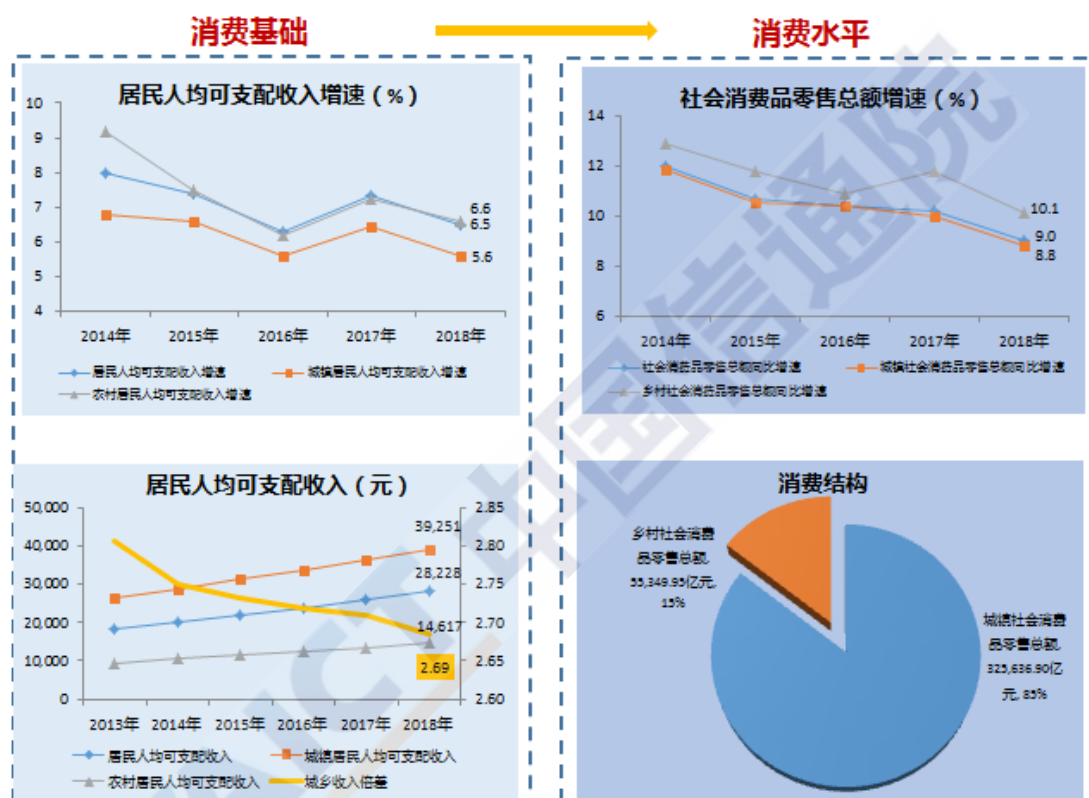 消费基础
消费水平
居民人均可支配收入增速（%）
10
9
8
7
6
5
4
6.6
6.5
5.6
2014年 2015年 2016年 2017年 2018年
居民人均可支配收入增速 城镇居民人均可支配收入增速
农村居民人均可支配收入增速
社会消费品零售总额增速（%）
14
12
10
8
6
10.1
9.0
8.8
2014年 2015年 2016年 2017年 2018年
社会消费品零售总额同比增速 城镇社会消费品零售总额同比增速
乡村社会消费品零售总额同比增速
居民人均可支配收入（元）
50,000
40,000
30,000
20,000
10,000
0
2.85
2.80
2.75
2.70
2.65
2.60
39,251
28,228
14,617
2.69
2013年 2014年 2015年 2016年 2017年 2018年
居民人均可支配收入 城镇居民人均可支配收入
农村居民人均可支配收入 城乡收入倍差
消费结构
乡村社会消费
品零售总额,
55,349.95亿元,
15%
城镇社会消费
品零售总额,
325,636.90亿
元, 85%
中国信通院